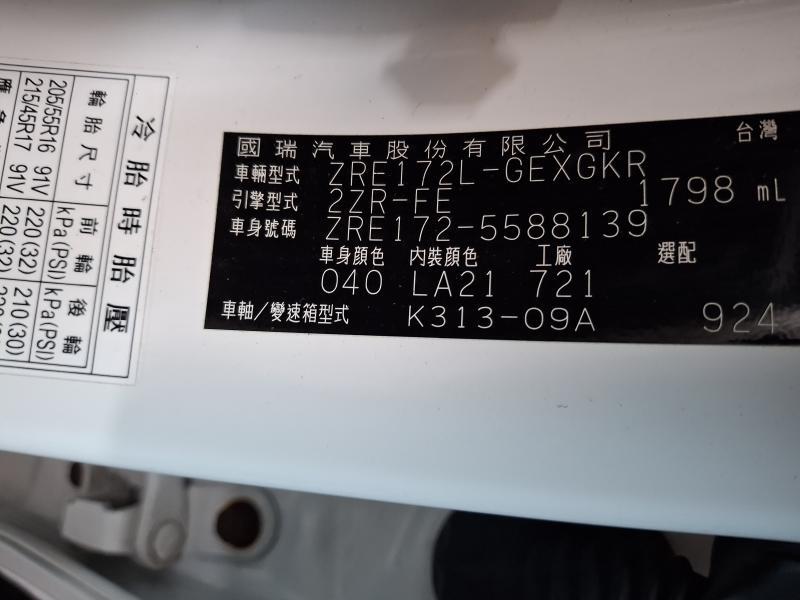 國瑞汽車股份有限公司 台灣
車輛型式 ZRE172L-GEXGKR
引擎型式 2ZR-FE 1798 mL
車身號碼 ZRE172-5588139
車身顏色 內裝顏色 工廠 選配
040 LA21 721
車軸/變速箱型式 K313-09A 924
冷胎時胎壓
輪胎尺寸 前輪 後輪
kPa(PSI) kPa(PSI)
205/55R16 91V 220(32) 210(30)
215/45R17 91V 220(32)